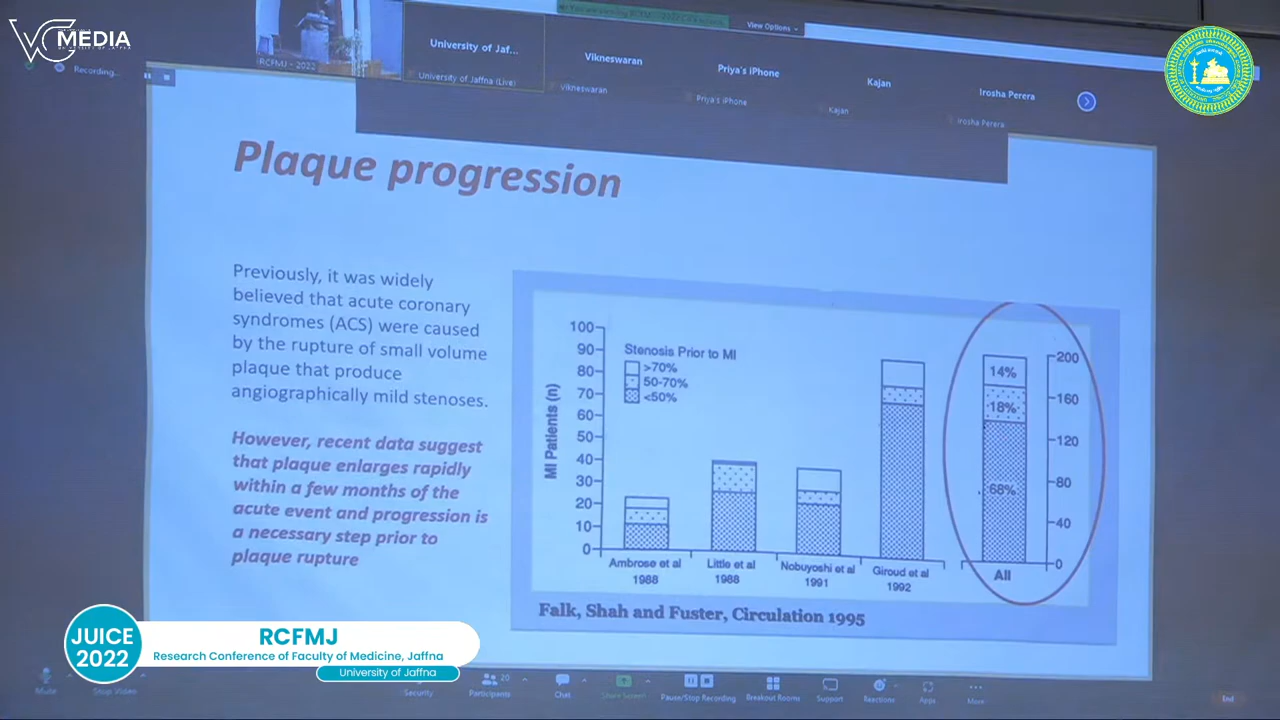 VC MEDIA
UNIVERSITY OF JAFFNA
Recording...
RCFMJ - 2022
University of Jaf...
University of Jaffna (Live)
Vikneswaran
Vikneswaran
Priya's iPhone
Priya's iPhone
Kajan
Kajan
Irosha Perera
Irosha Perera
View Options
Plaque progression
Previously, it was widely
believed that acute coronary
syndromes (ACS) were caused
by the rupture of small volume
plaque that produce
angiographically mild stenoses.
However, recent data suggest
that plaque enlarges rapidly
within a few months of the
acute event and progression is
a necessary step prior to
plaque rupture
MI Patients (n)
100
90
80
70
60
50
40
30
20
10
0
Stenosis Prior to MI
>70%
50-70%
<50%
14%
18%
68%
200
160
120
80
40
0
Ambrose et al
1988
Little et al
1988
Nobuyoshi et al
1991
Giroud et al
1992
All
Falk, Shah and Fuster, Circulation 1995
JUICE
2022
RCFMJ
Research Conference of Faculty of Medicine, Jaffna
University of Jaffna
Mute
Stop Video
Security
Participants
20
Chat
Share Screen
Pause/Stop Recording
Breakout Rooms
Support
Reactions
Apps
More
End